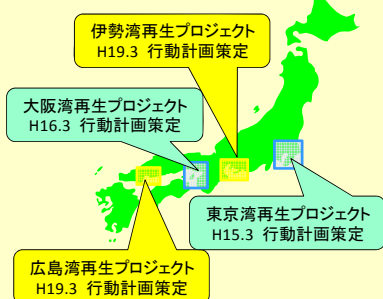 伊勢湾再生プロジェクト
H19.3 行動計画策定
大阪湾再生プロジェクト
H16.3 行動計画策定
東京湾再生プロジェクト
H15.3 行動計画策定
広島湾再生プロジェクト
H19.3 行動計画策定